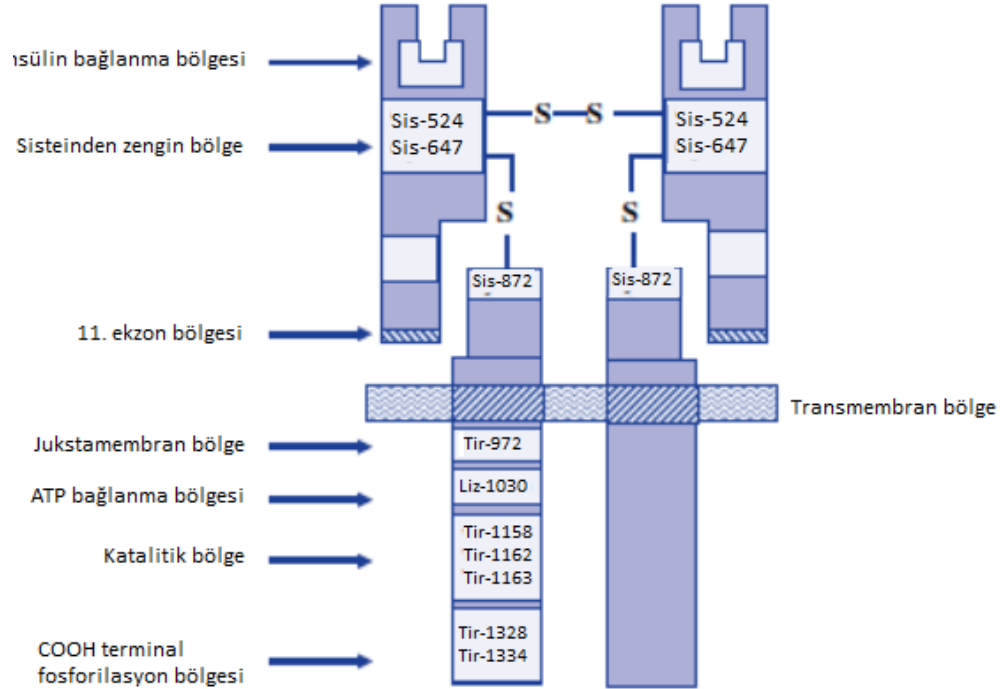 nsülin bağlanma bölgesi
Sisteinden zengin bölge
Sis-524
Sis-647
S S
Sis-524
Sis-647
S
S
Sis-872
Sis-872
11. ekzon bölgesi
Transmembran bölge
Jukstamembran bölge
Tir-972
ATP bağlanma bölgesi
Liz-1030
Katalitik bölge
Tir-1158
Tir-1162
Tir-1163
COOH terminal
fosforilasyon bölgesi
Tir-1328
Tir-1334